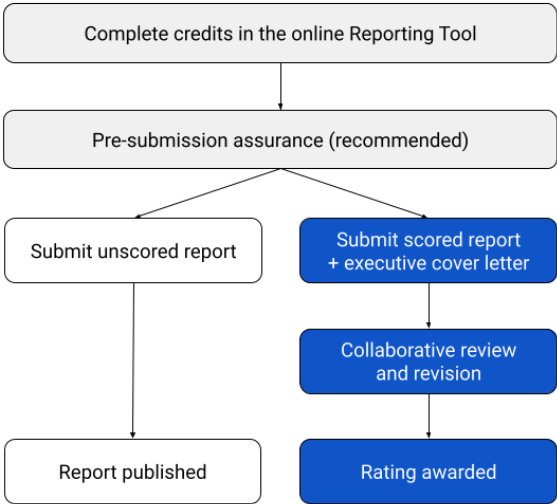 Complete credits in the online Reporting Tool
Pre-submission assurance (recommended)
Submit unscored report
Submit scored report
+ executive cover letter
Collaborative review
and revision
Report published
Rating awarded